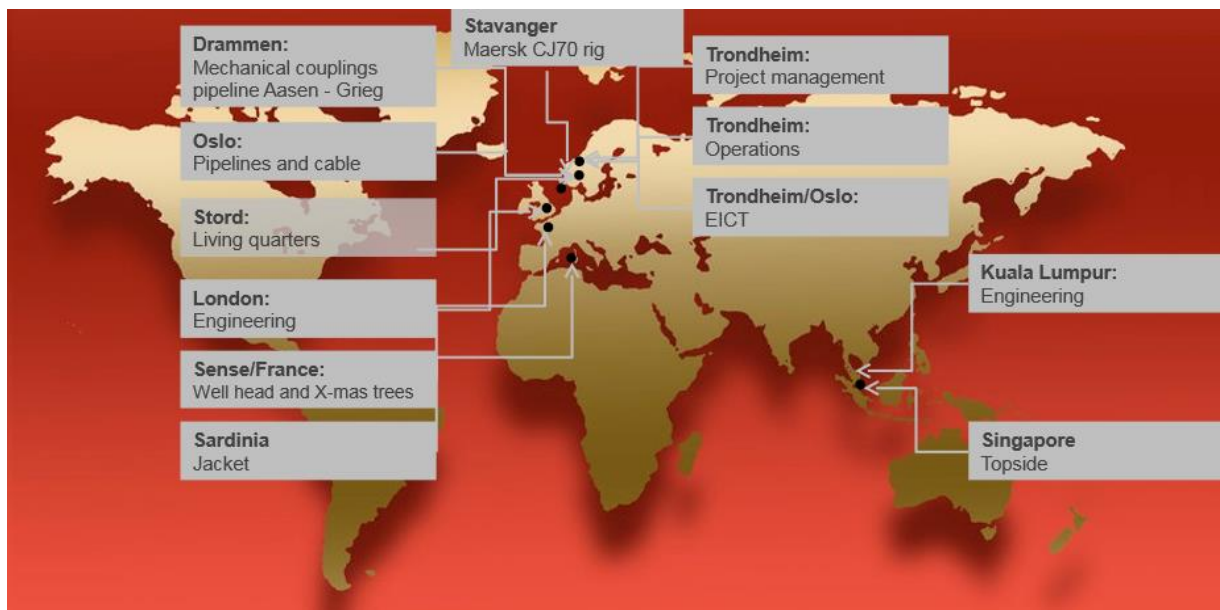 Stavanger
Maersk CJ70 rig
Drammen:
Mechanical couplings
pipeline Aasen - Grieg
Oslo:
Pipelines and cable
Stord:
Living quarters
London:
Engineering
Sense/France:
Well head and X-mas trees
Sardinia
Jacket
Trondheim:
Project management
Trondheim:
Operations
Trondheim/Oslo:
EICT
Kuala Lumpur:
Engineering
Singapore
Topside